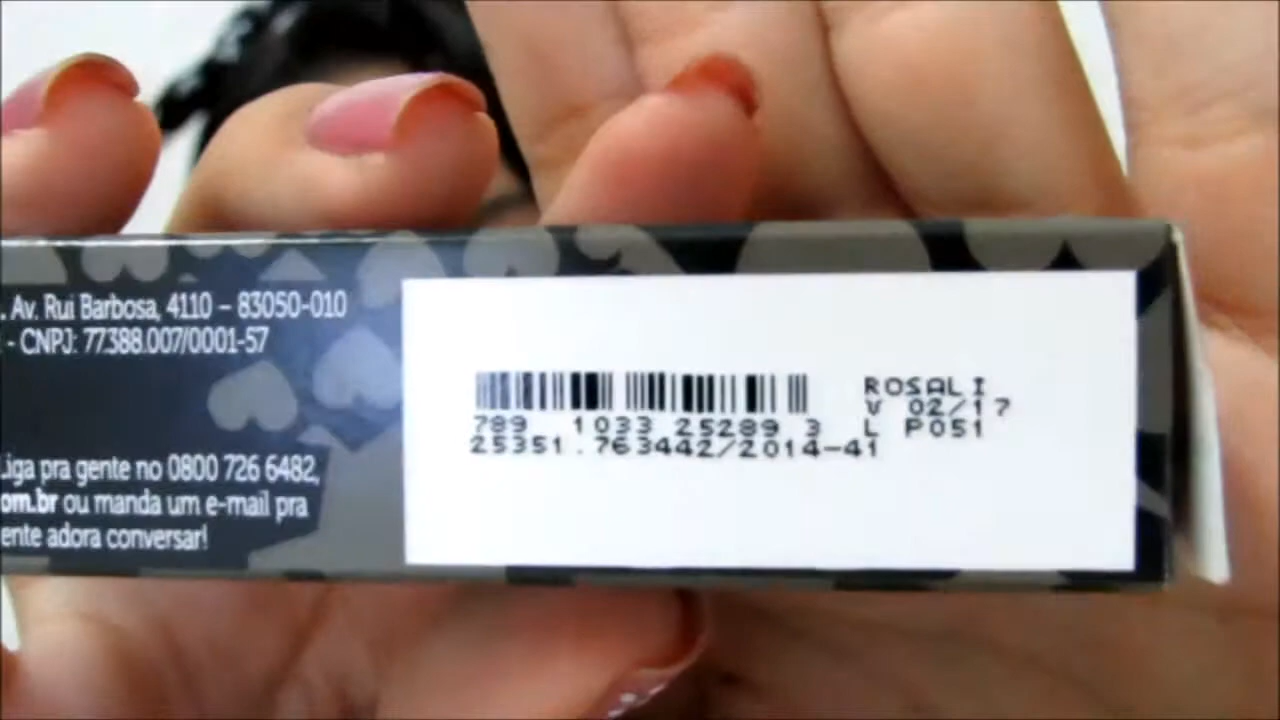 . Av. Rui Barbosa, 4110 – 83050-010
- CNPJ: 77.388.007/0001-57
Liga pra gente no 0800 726 6482,
om.br ou manda um e-mail pra
ente adora conversar!
ROSALI
V 02/17
789 1033 25289 3 L P051
25351.763442/2014-41